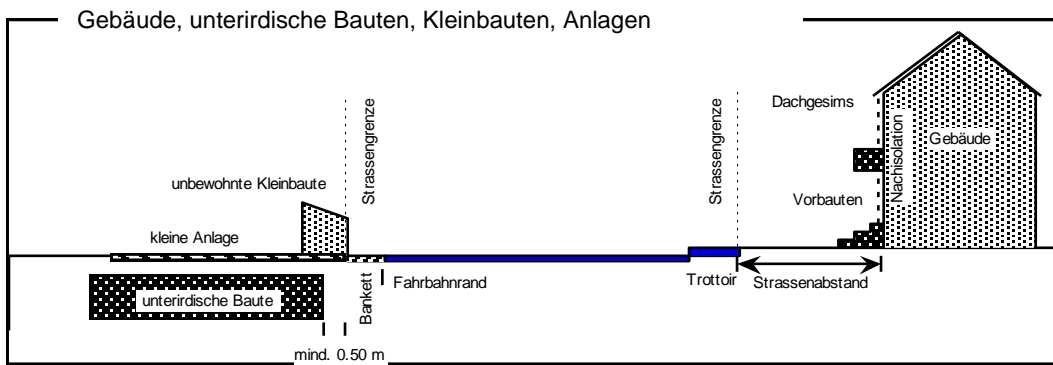 Gebäude, unterirdische Bauten, Kleinbauten, Anlagen
Dachgesims
Strassengrenze
Strassengrenze
Nachisolation
Gebäude
unbewohnte Kleinbaute
Vorbauten
kleine Anlage
Bankett
Fahrbahnrand
Trottoir
Strassenabstand
unterirdische Baute
mind. 0.50 m